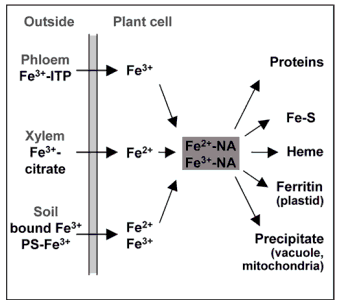 Outside Plant cell
Phloem
Fe³⁺-ITP
Fe³⁺
Xylem
Fe³⁺-
citrate
Fe²⁺
Soil
bound Fe³⁺
PS-Fe³⁺
Fe²⁺
Fe³⁺
Fe²⁺-NA
Fe³⁺-NA
Proteins
Fe-S
Heme
Ferritin
(plastid)
Precipitate
(vacuole,
mitochondria)